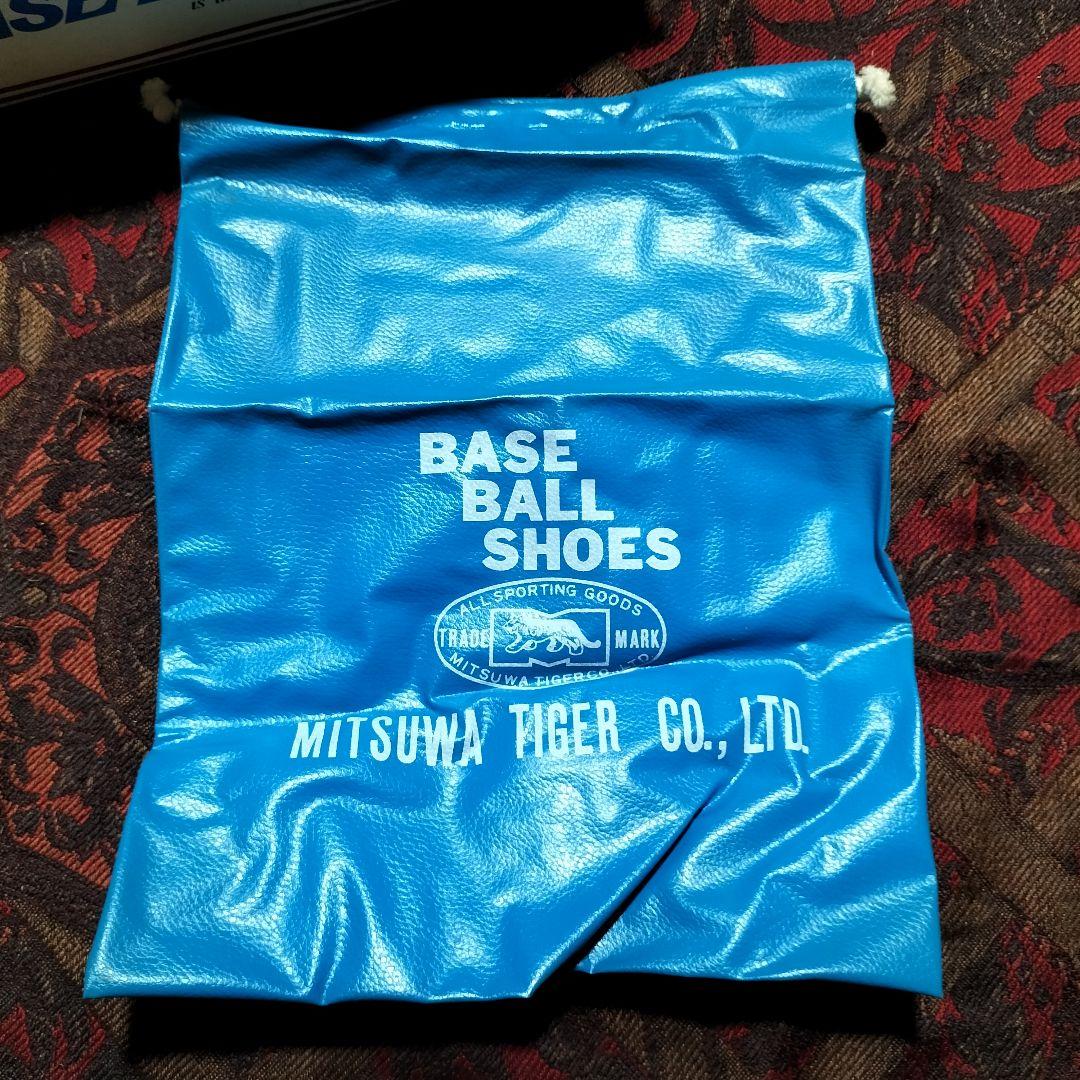 BASE
BALL
SHOES
ALL SPORTING GOODS
TRADE MARK
MITSUWA TIGER CO., LTD.
MITSUWA TIGER CO., LTD.